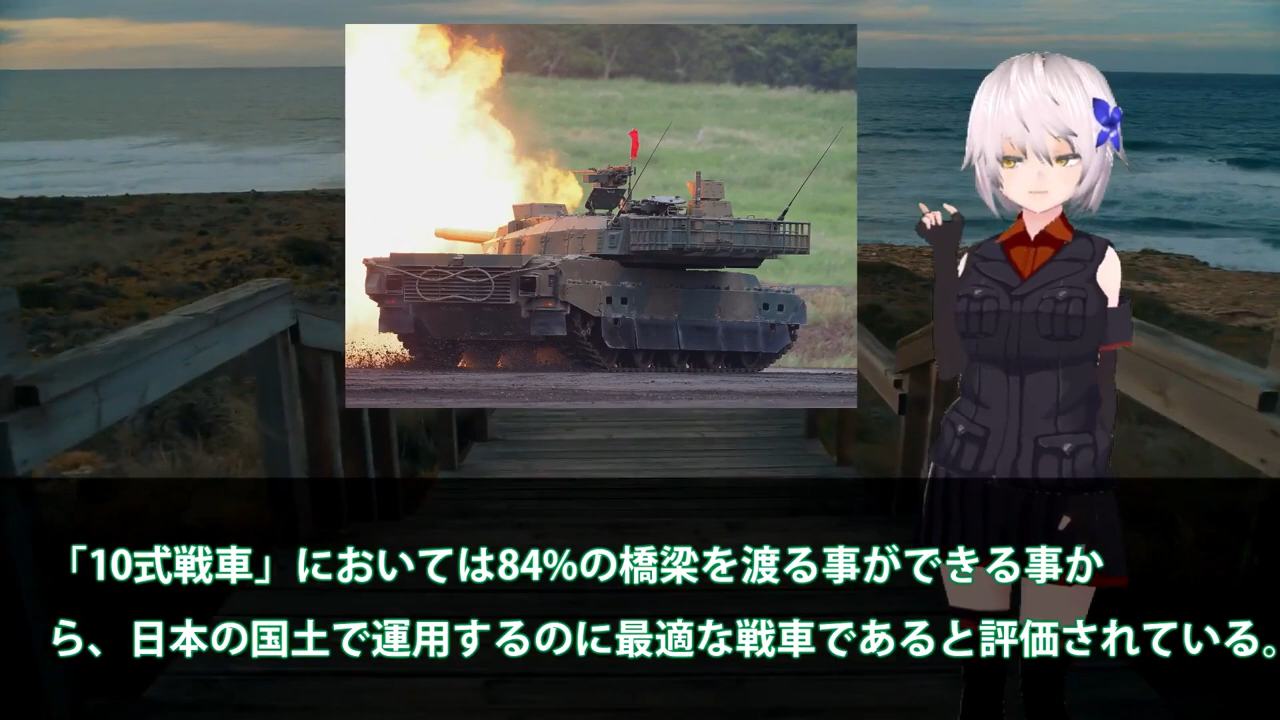 「10式戦車」においては84%の橋梁を渡る事ができる事か
ら、日本の国土で運用するのに最適な戦車であると評価されている。